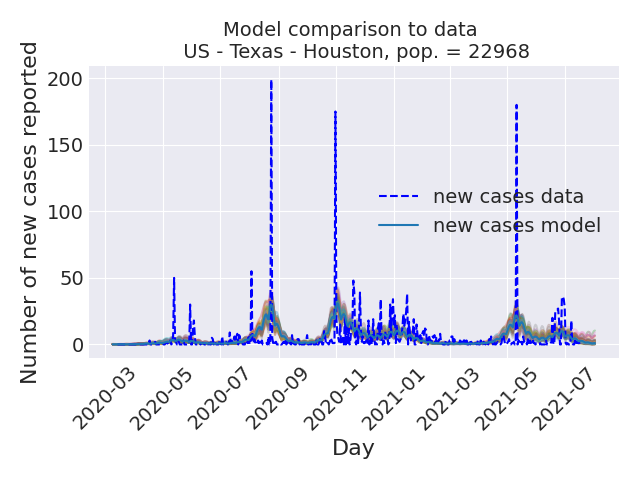 Model comparison to data
US - Texas - Houston, pop. = 22968
Number of new cases reported
200
150
100
50
0
new cases data
new cases model
2020-03
2020-05
2020-07
2020-09
2020-11
2021-01
2021-03
2021-05
2021-07
Day